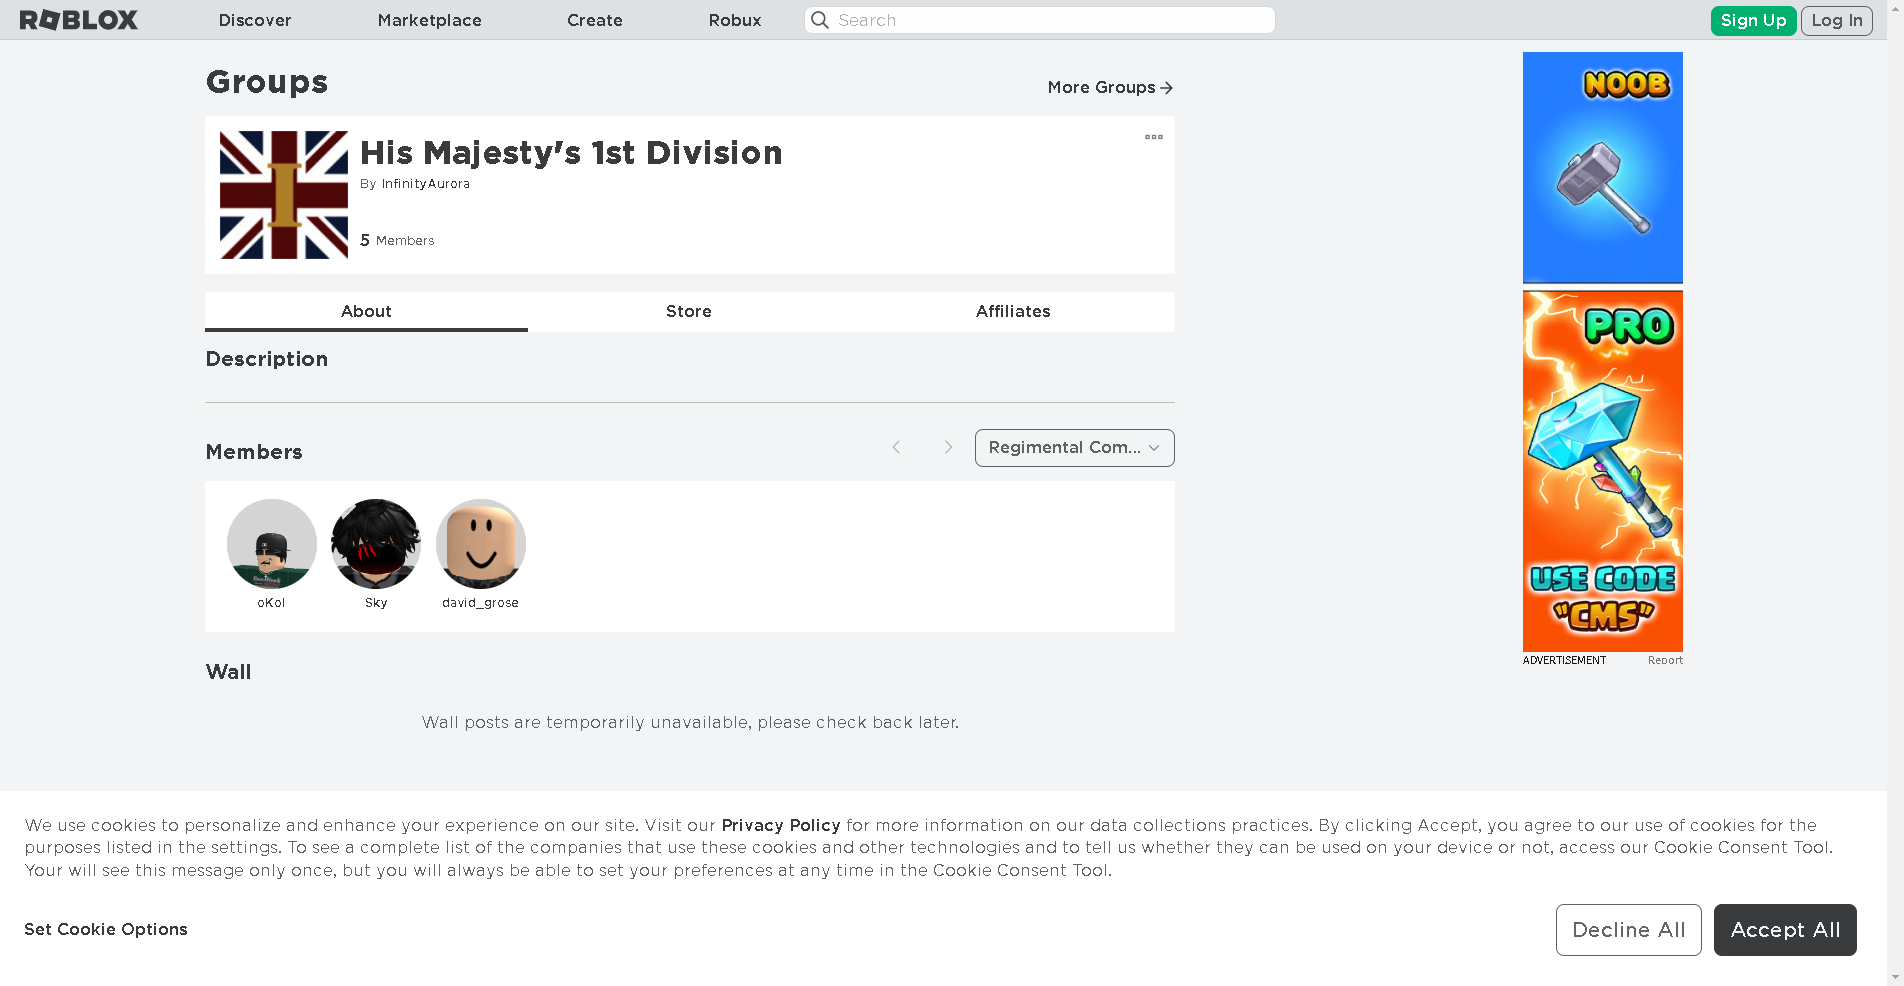 ROBLOX
Discover
Marketplace
Create
Robux
Search
Sign Up
Log In
Groups
More Groups
His Majesty's 1st Division
By InfinityAurora
5 Members
About
Store
Affiliates
Description
Members
Regimental Com...
oKol
Sky
david_grose
Wall
Wall posts are temporarily unavailable, please check back later.
NOOB
PRO
USE CODE
"CMS"
ADVERTISEMENT
Report
We use cookies to personalize and enhance your experience on our site. Visit our Privacy Policy for more information on our data collections practices. By clicking Accept, you agree to our use of cookies for the
purposes listed in the settings. To see a complete list of the companies that use these cookies and other technologies and to tell us whether they can be used on your device or not, access our Cookie Consent Tool.
Your will see this message only once, but you will always be able to set your preferences at any time in the Cookie Consent Tool.
Set Cookie Options
Decline All
Accept All